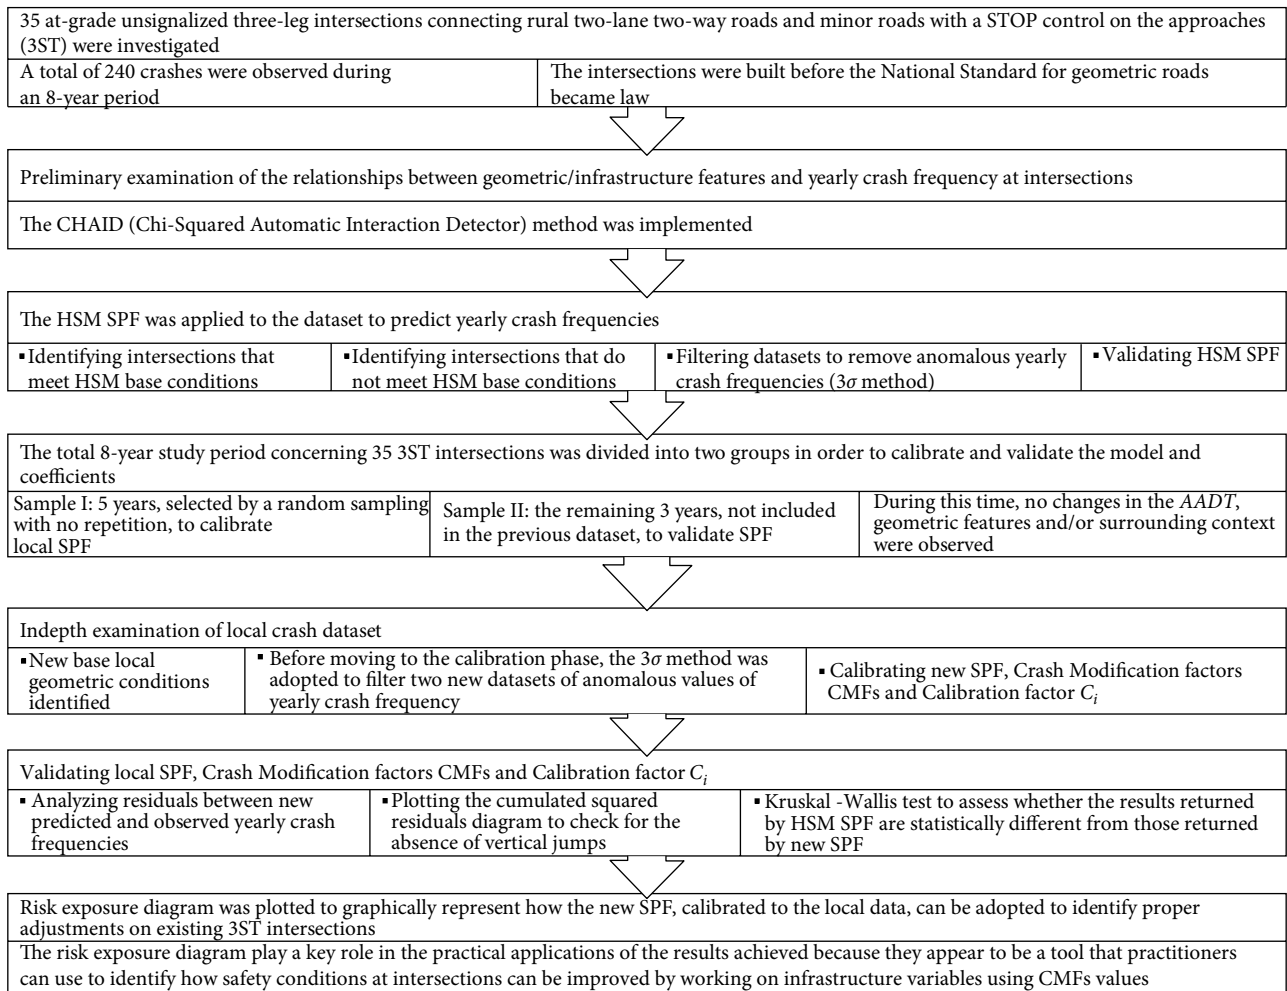 35 at-grade unsignalized three-leg intersections connecting rural two-lane two-way roads and minor roads with a STOP control on the approaches
(3ST) were investigated
A total of 240 crashes were observed during
an 8-year period
The intersections were built before the National Standard for geometric roads
became law
Preliminary examination of the relationships between geometric/infrastructure features and yearly crash frequency at intersections
The CHAID (Chi-Squared Automatic Interaction Detector) method was implemented
The HSM SPF was applied to the dataset to predict yearly crash frequencies
▪ Identifying intersections that
meet HSM base conditions
▪ Identifying intersections that do
not meet HSM base conditions
▪ Filtering datasets to remove anomalous yearly
crash frequencies (3σ method)
▪ Validating HSM SPF
The total 8-year study period concerning 35 3ST intersections was divided into two groups in order to calibrate and validate the model and
coefficients
Sample I: 5 years, selected by a random sampling
with no repetition, to calibrate
local SPF
Sample II: the remaining 3 years, not included
in the previous dataset, to validate SPF
During this time, no changes in the AADT,
geometric features and/or surrounding context
were observed
Indepth examination of local crash dataset
▪ New base local
geometric conditions
identified
▪ Before moving to the calibration phase, the 3σ method was
adopted to filter two new datasets of anomalous values of
yearly crash frequency
▪ Calibrating new SPF, Crash Modification factors
CMFs and Calibration factor Ci
Validating local SPF, Crash Modification factors CMFs and Calibration factor Ci
▪ Analyzing residuals between new
predicted and observed yearly crash
frequencies
▪ Plotting the cumulated squared
residuals diagram to check for the
absence of vertical jumps
▪ Kruskal -Wallis test to assess whether the results returned
by HSM SPF are statistically different from those returned
by new SPF
Risk exposure diagram was plotted to graphically represent how the new SPF, calibrated to the local data, can be adopted to identify proper
adjustments on existing 3ST intersections
The risk exposure diagram play a key role in the practical applications of the results achieved because they appear to be a tool that practitioners
can use to identify how safety conditions at intersections can be improved by working on infrastructure variables using CMFs values